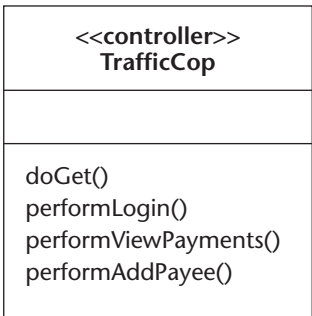 <<controller>>
TrafficCop
doGet()
performLogin()
performViewPayments()
performAddPayee()